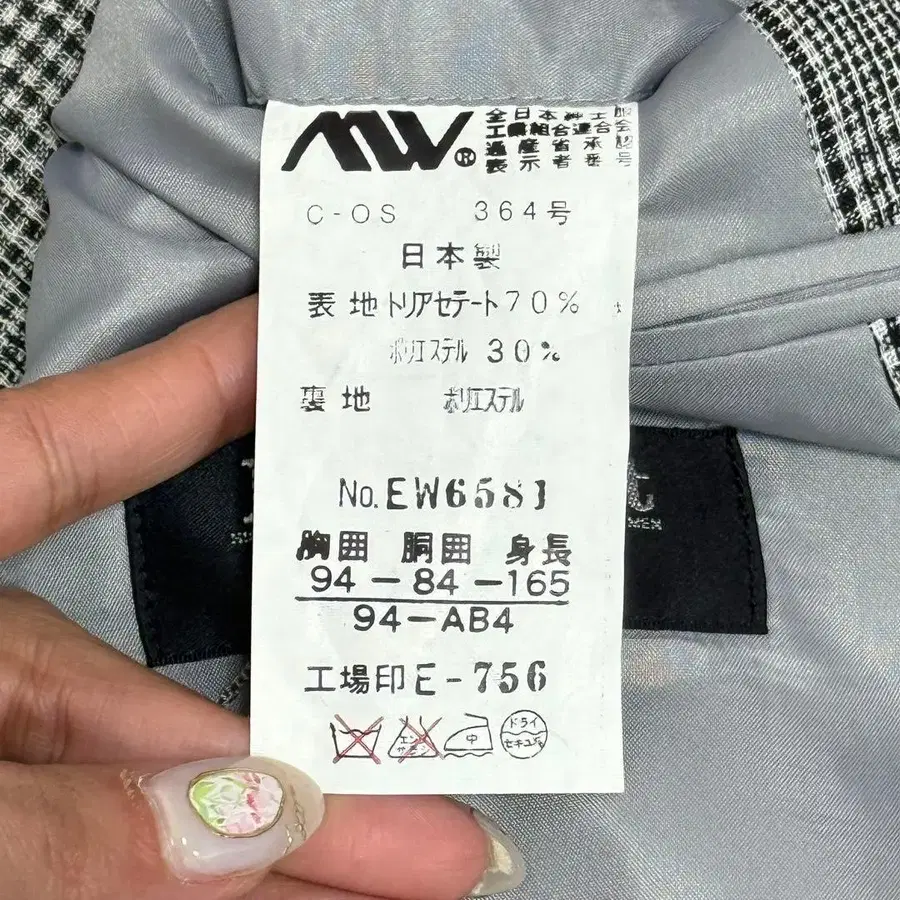 MW®
全日本紳士服
工業組合連合会
通産省承認
表示者番号
C-OS 364号
日本製
表地 トリアセテート70%
ポリエステル 30%
裏地 ポリエステル
No. EW6581
胸囲 胴囲 身長
94-84-165
94-AB4
工場印 E-756
中
ドライ
セキユ系
MEN